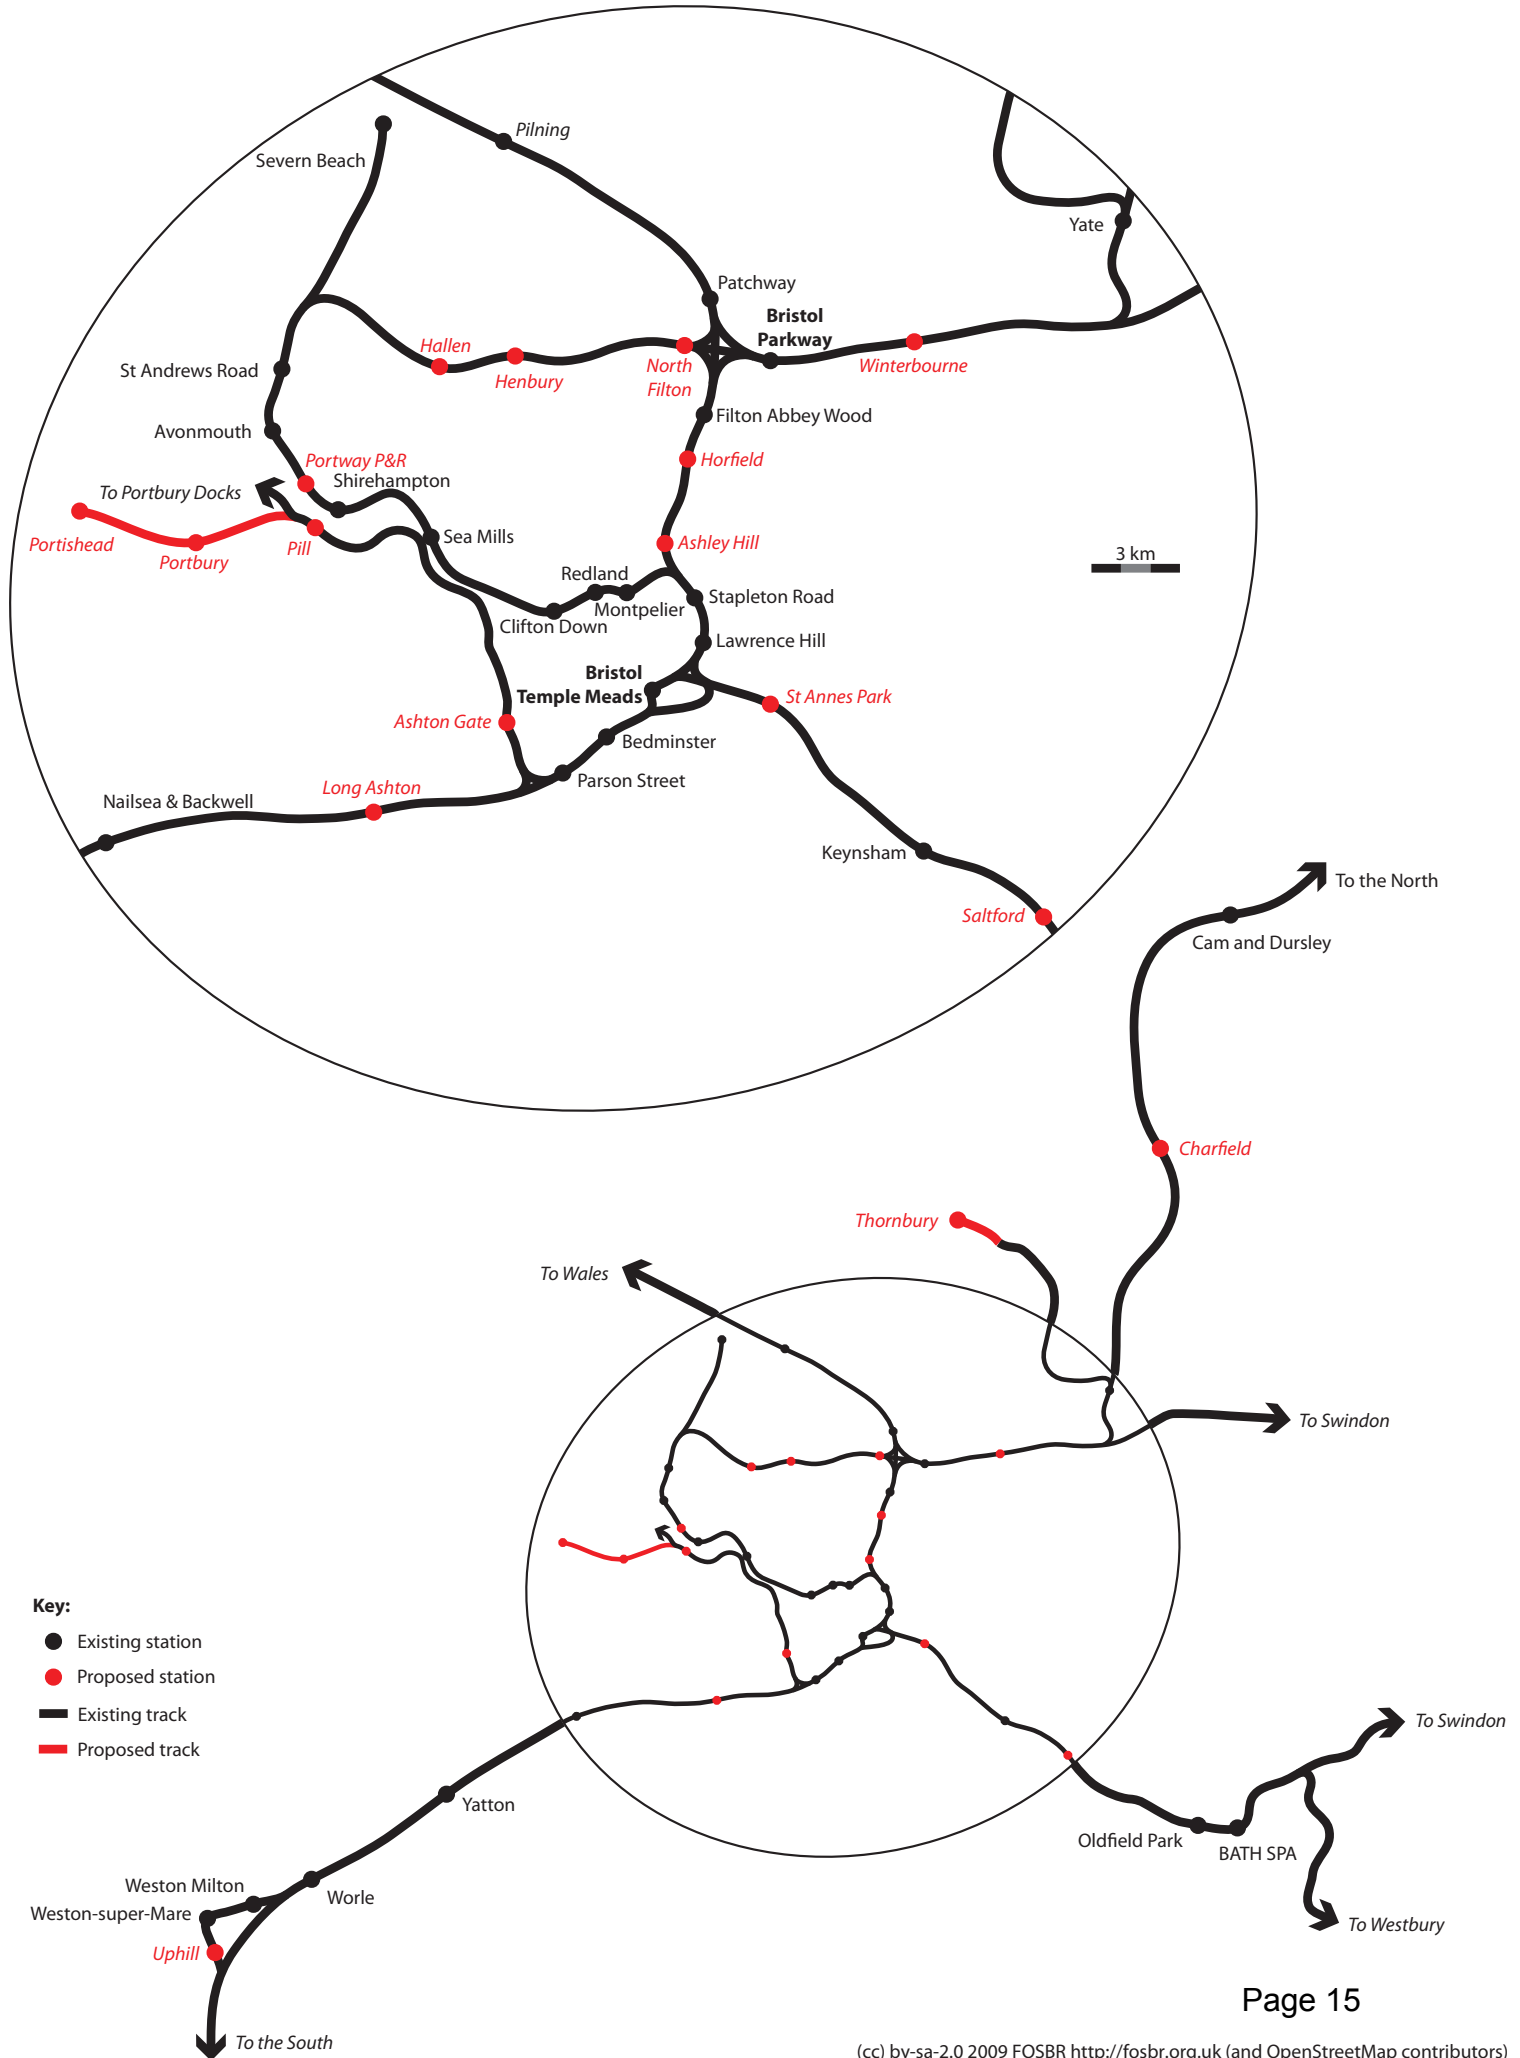 Pilning
Severn Beach
Yate
Patchway
Bristol
Parkway
Hallen
Henbury
North
Filton
Winterbourne
St Andrews Road
Filton Abbey Wood
Avonmouth
Portway P&R
Horfield
Shirehampton
To Portbury Docks
Sea Mills
Portishead
Portbury
Pill
Ashley Hill
3 km
Redland
Montpelier
Stapleton Road
Clifton Down
Lawrence Hill
Bristol
Temple Meads
St Annes Park
Ashton Gate
Bedminster
Parson Street
Long Ashton
Nailsea & Backwell
Keynsham
Saltford
To the North
Cam and Dursley
Charfield
Thornbury
To Wales
To Swindon
Key:
Existing station
Proposed station
Existing track
Proposed track
To Swindon
Yatton
Oldfield Park
BATH SPA
Weston Milton
Worle
Weston-super-Mare
To Westbury
Uphill
Page 15
To the South
(cc) by-sa-2.0 2009 FOSBR http://fosbr.org.uk (and OpenStreetMap contributors)